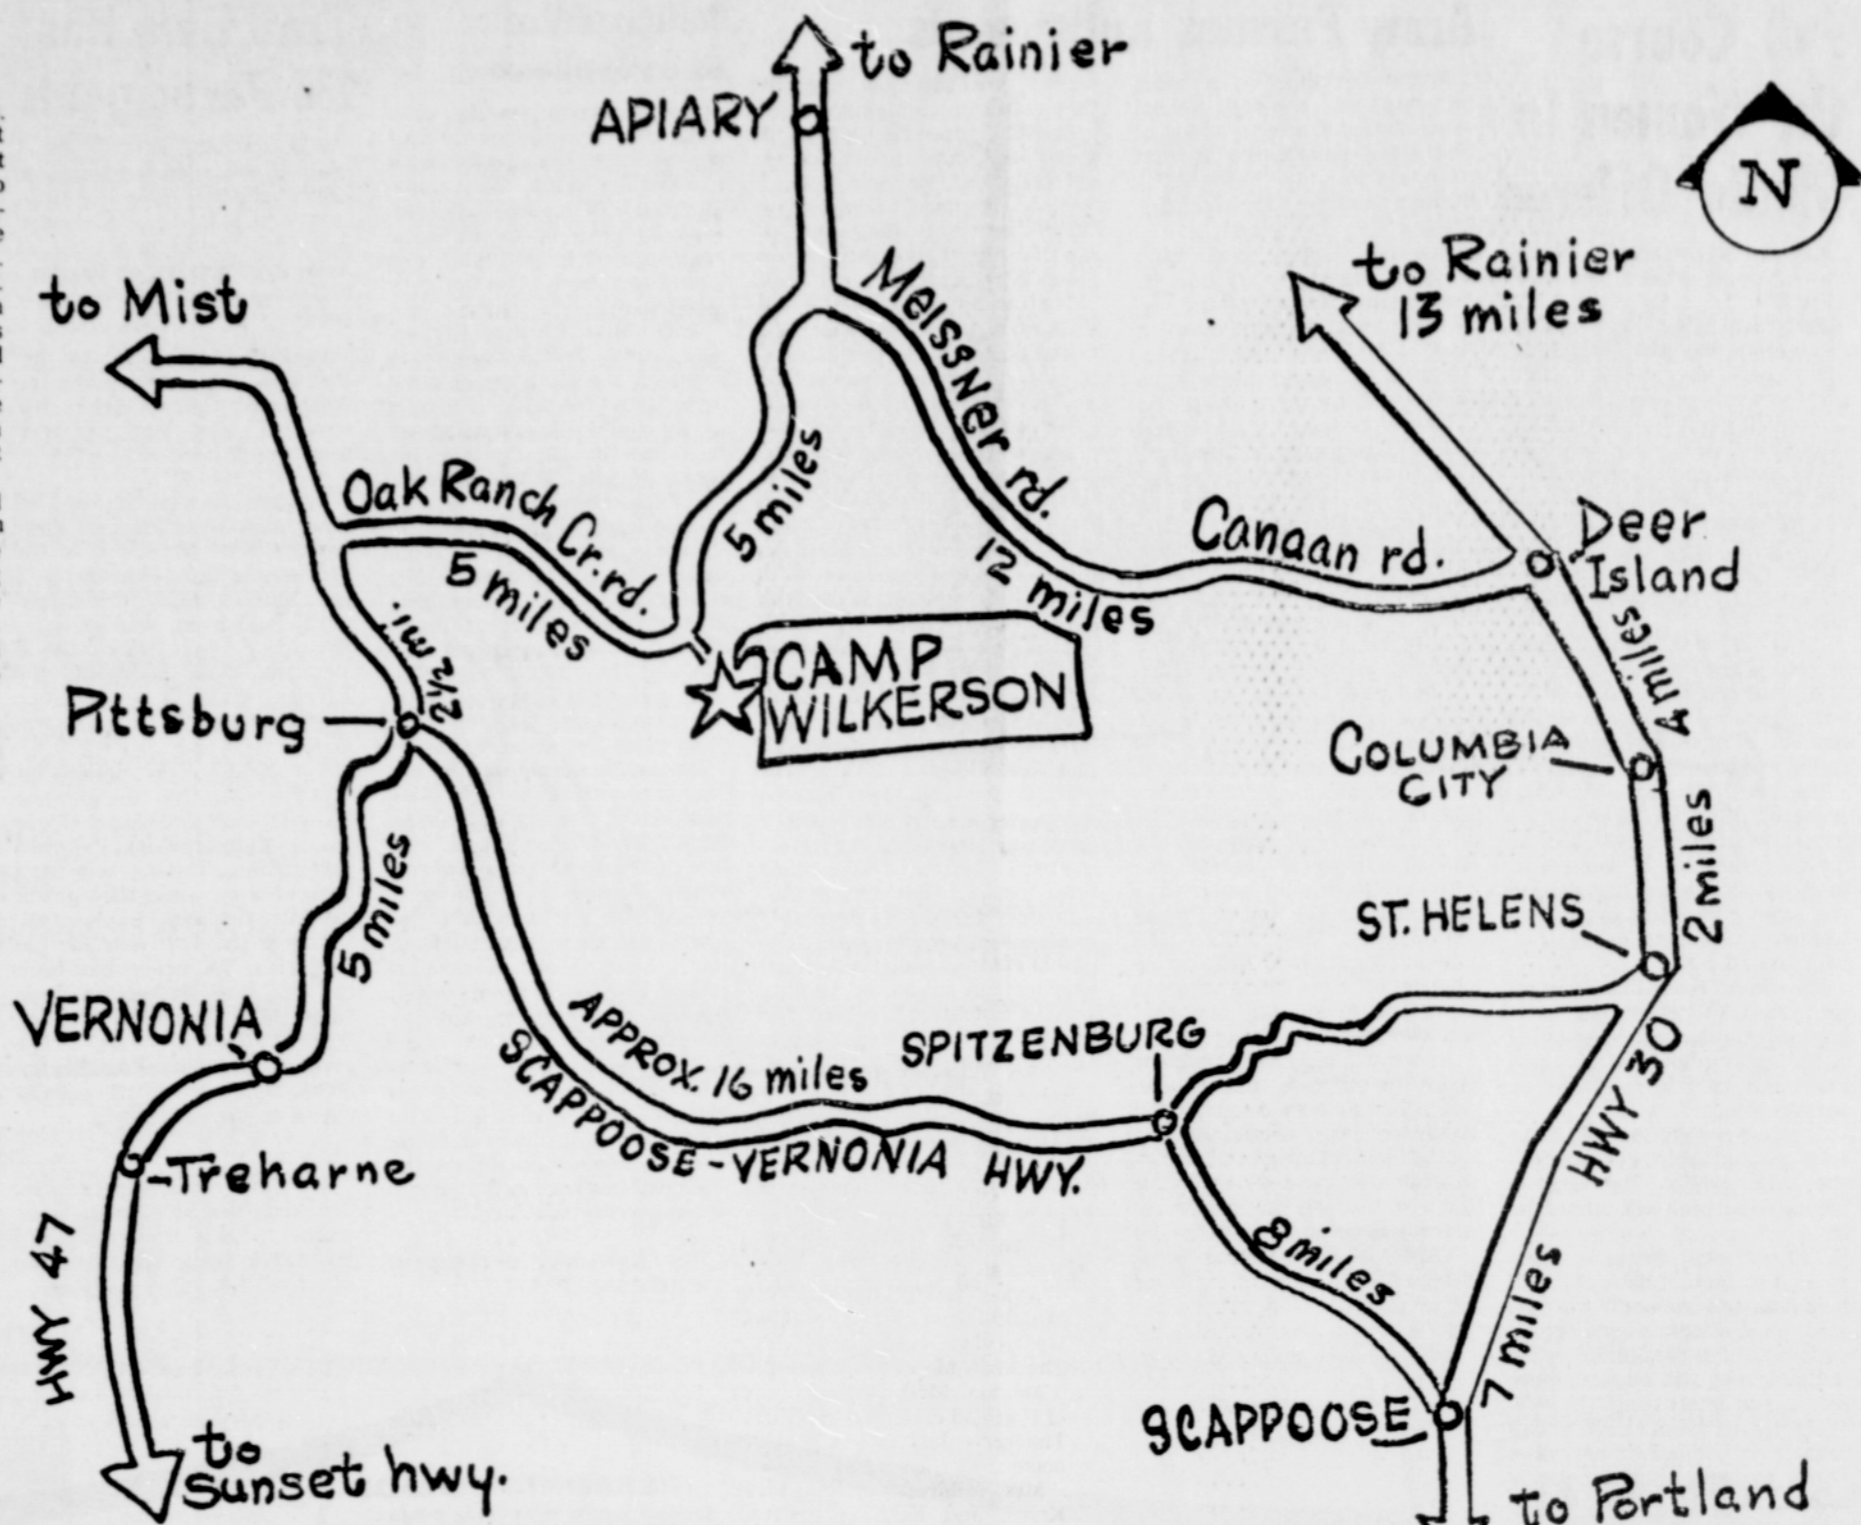 to Rainier
APIARY
N
to Rainier
13 miles
to Mist
Meissner rd.
Oak Ranch Cr. rd.
5 miles
5 miles
12 miles
Canaan rd.
Deer
Island
4 miles
2½ mi.
CAMP
WILKERSON
Pittsburg
COLUMBIA
CITY
2 miles
5 miles
ST. HELENS
VERNONIA
APPROX. 16 miles
SCAPPOOSE-VERNONIA HWY.
SPITZENBURG
HWY 30
Treharne
HWY 47
8 miles
7 miles
SCAPPOOSE
to
Sunset hwy.
to Portland